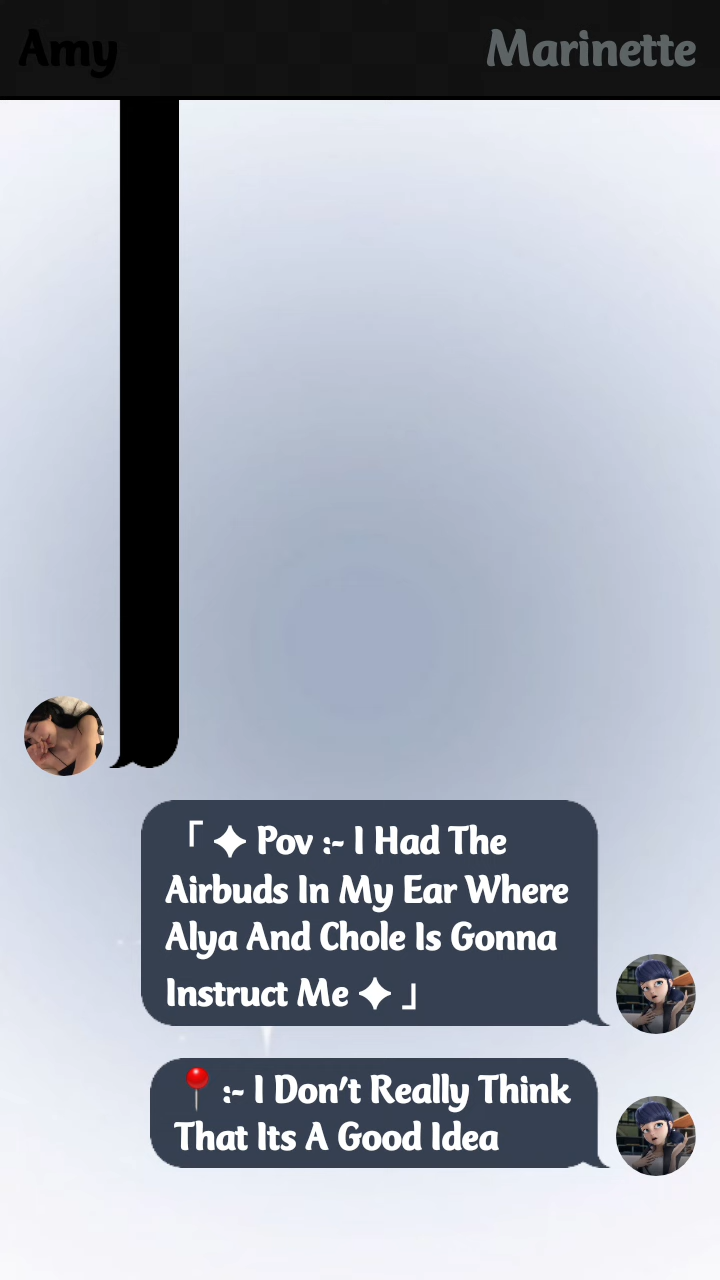 Amy
Marinette
「 ✦ Pov :- I Had The
Airbuds In My Ear Where
Alya And Chole Is Gonna
Instruct Me ✦ 」
📍 :- I Don't Really Think
That Its A Good Idea